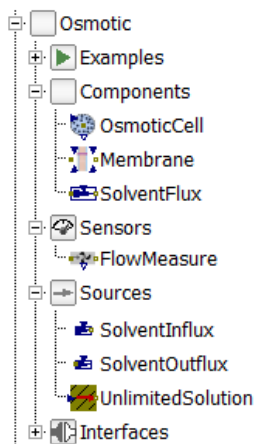 Osmotic
Examples
Components
OsmoticCell
Membrane
SolventFlux
Sensors
FlowMeasure
Sources
SolventInflux
SolventOutflux
UnlimitedSolution
Interfaces